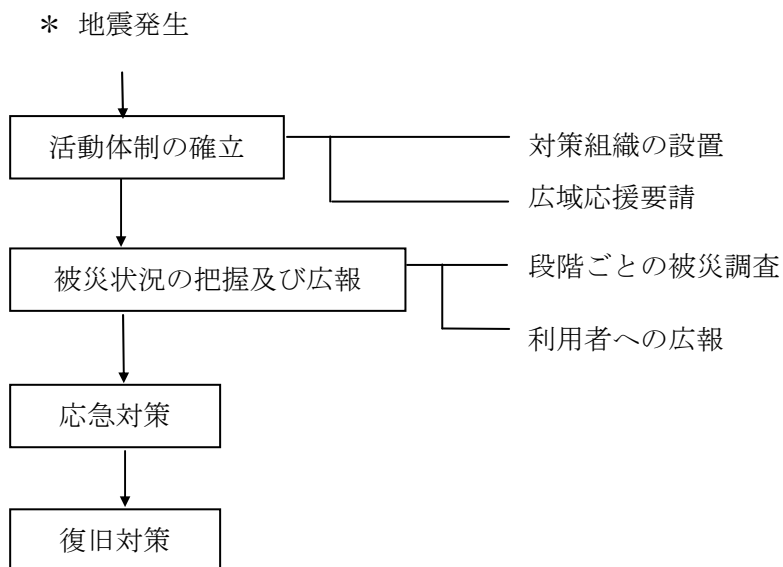 ＊ 地震発生
活動体制の確立
対策組織の設置
広域応援要請
被災状況の把握及び広報
段階ごとの被災調査
利用者への広報
応急対策
復旧対策